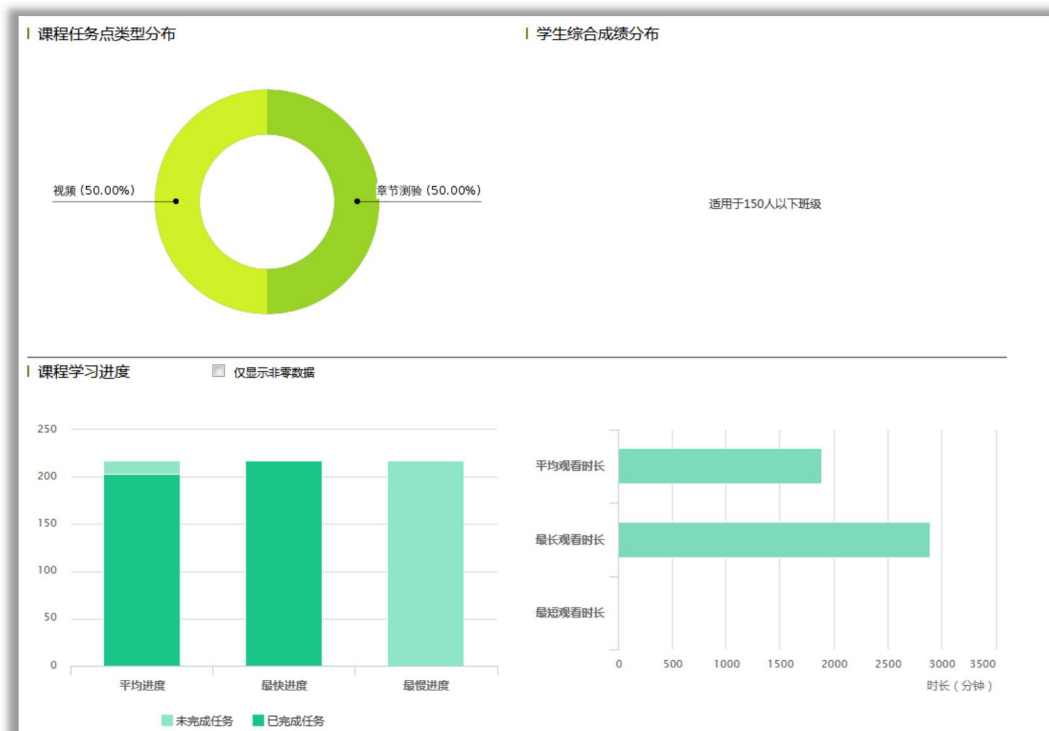 课程任务点类型分布
学生综合成绩分布
视频 (50.00%)
章节测验 (50.00%)
适用于150人以下班级
课程学习进度
仅显示非零数据
250
200
150
100
50
0
平均进度
最快进度
最慢进度
未完成任务
已完成任务
平均观看时长
最长观看时长
最短观看时长
0
500
1000
1500
2000
2500
3000
3500
时长（分钟）